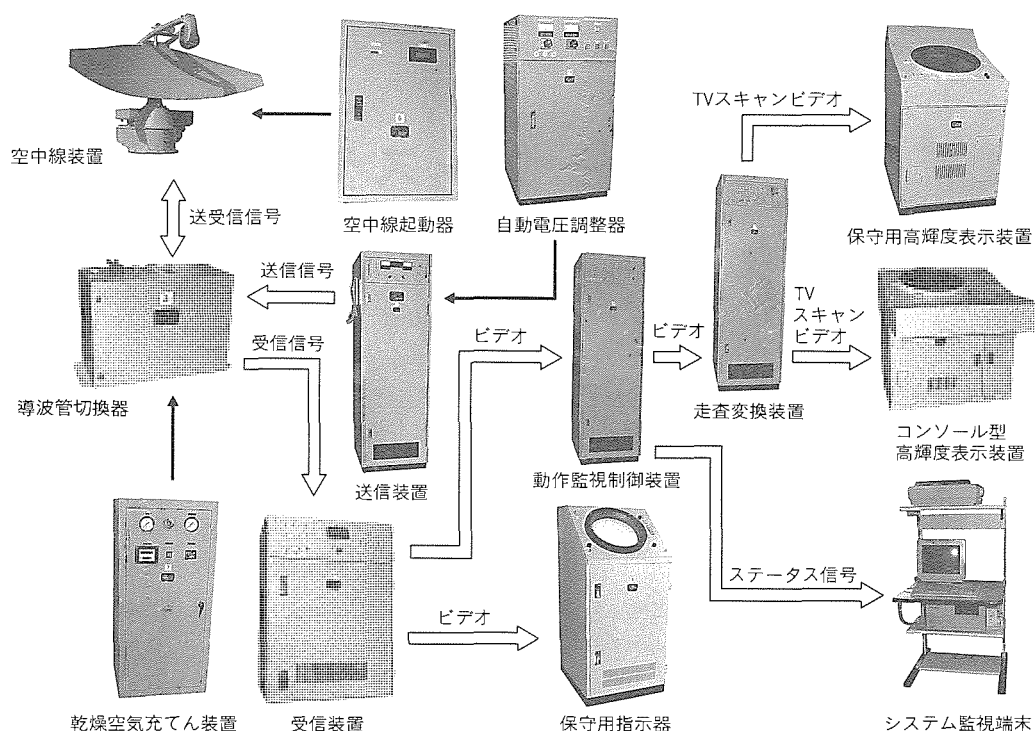 TVスキャンビデオ
空中線装置
空中線起動器
自動電圧調整器
保守用高輝度表示装置
送受信信号
送信信号
受信信号
ビデオ
ビデオ
TV
スキャン
ビデオ
導波管切換器
送信装置
動作監視制御装置
走査変換装置
コンソール型
高輝度表示装置
ステータス信号
ビデオ
乾燥空気充てん装置
受信装置
保守用指示器
システム監視端末